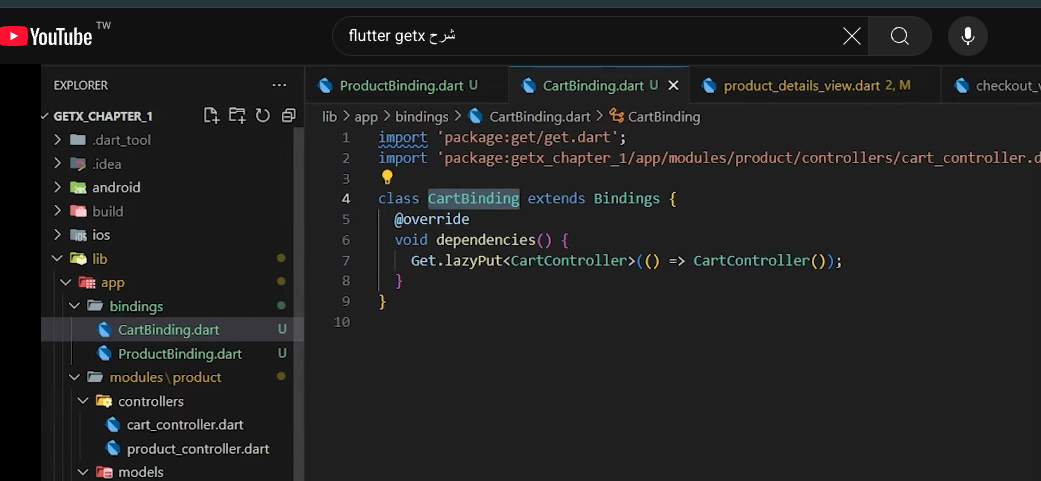 YouTube TW
flutter getx شرح
EXPLORER
ProductBinding.dart U
CartBinding.dart U
product_details_view.dart 2, M
GETX_CHAPTER_1
lib > app > bindings > CartBinding.dart > CartBinding
.dart_tool
.idea
android
build
ios
lib
app
bindings
CartBinding.dart U
ProductBinding.dart U
modules\product
controllers
cart_controller.dart
product_controller.dart
models
1 import 'package:get/get.dart';
2 import 'package:getx_chapter_1/app/modules/product/controllers/cart_controller.d
3
4 class CartBinding extends Bindings {
5 @override
6 void dependencies() {
7 Get.lazyPut<CartController>(() => CartController());
8 }
9 }
10